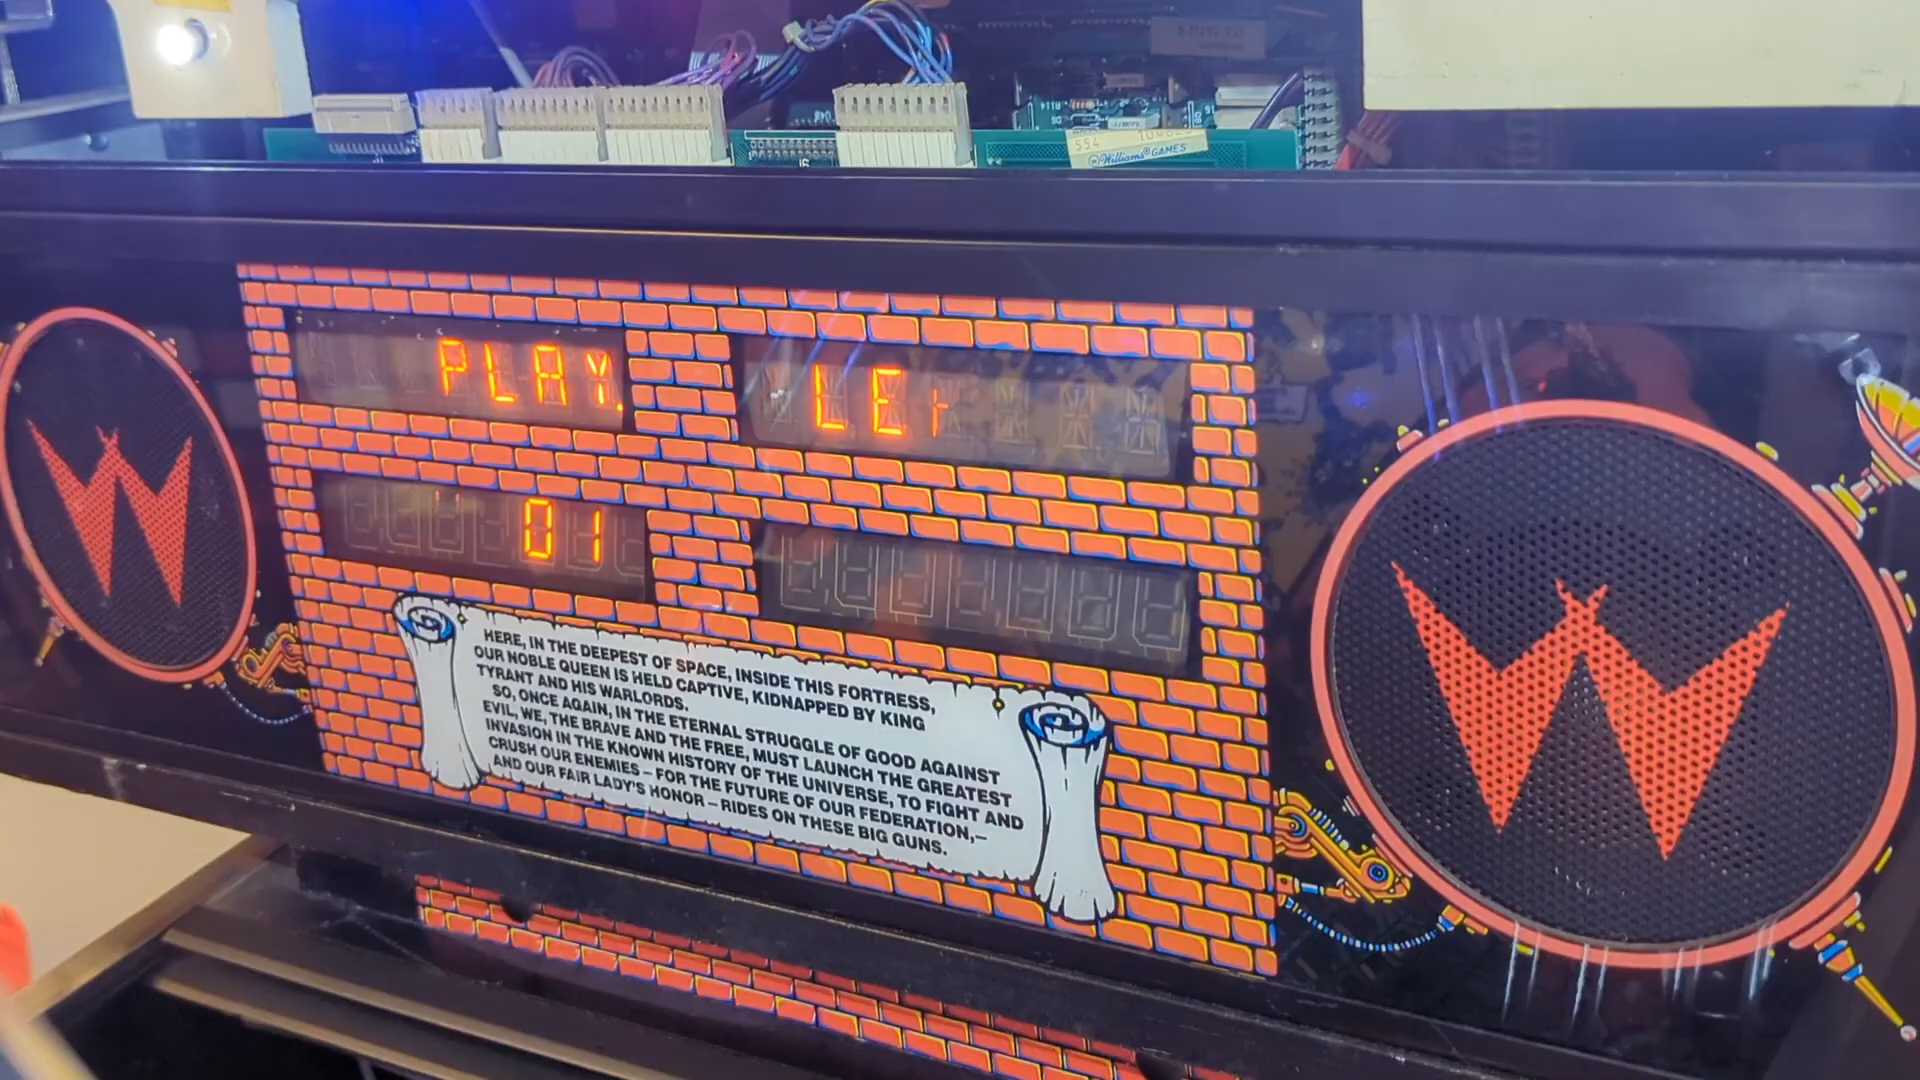 554
Williams® GAMES
PLAY.
LE
01
HERE, IN THE DEEPEST OF SPACE, INSIDE THIS FORTRESS,
OUR NOBLE QUEEN IS HELD CAPTIVE, KIDNAPPED BY KING
TYRANT AND HIS WARLORDS.
SO, ONCE AGAIN, IN THE ETERNAL STRUGGLE OF GOOD AGAINST
EVIL, WE, THE BRAVE AND THE FREE, MUST LAUNCH THE GREATEST
INVASION IN THE KNOWN HISTORY OF THE UNIVERSE, TO FIGHT AND
CRUSH OUR ENEMIES – FOR THE FUTURE OF OUR FEDERATION,–
AND OUR FAIR LADY'S HONOR – RIDES ON THESE BIG GUNS.